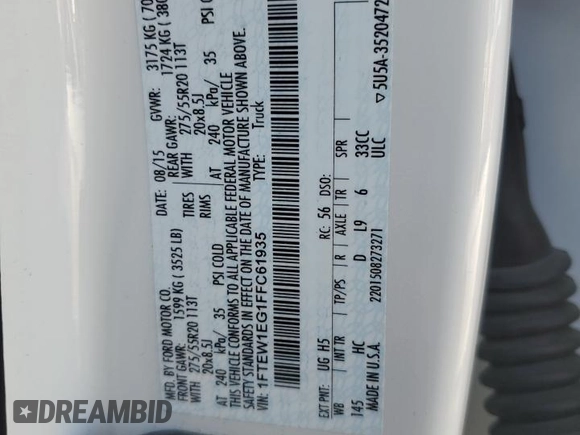 MFD. BY FORD MOTOR CO.
DATE: 08/15
GVWR: 3175 KG
FRONT GAWR: 1599 KG ( 3525 LB)
REAR GAWR: 1724 KG
WITH 275/55R20 113T TIRES WITH 275/55R20 113T
20x8.5J RIMS 20x8.5J
AT 240 kPa/ 35 PSI COLD AT 240 kPa/ 35 PSI
THIS VEHICLE CONFORMS TO ALL APPLICABLE FEDERAL MOTOR VEHICLE
SAFETY STANDARDS IN EFFECT ON THE DATE OF MANUFACTURE SHOWN ABOVE.
VIN: 1FTEW1EG1FFC61935
TYPE: Truck
EXT PNT: UG H5 RC: 56 DSO:
WB INT TR TP/PS R AXLE TR SPR
145 HC D L9 6 33CC
ULC
MADE IN U.S.A. 2201508273271
▽ 5U5A-3520472
DREAMBID